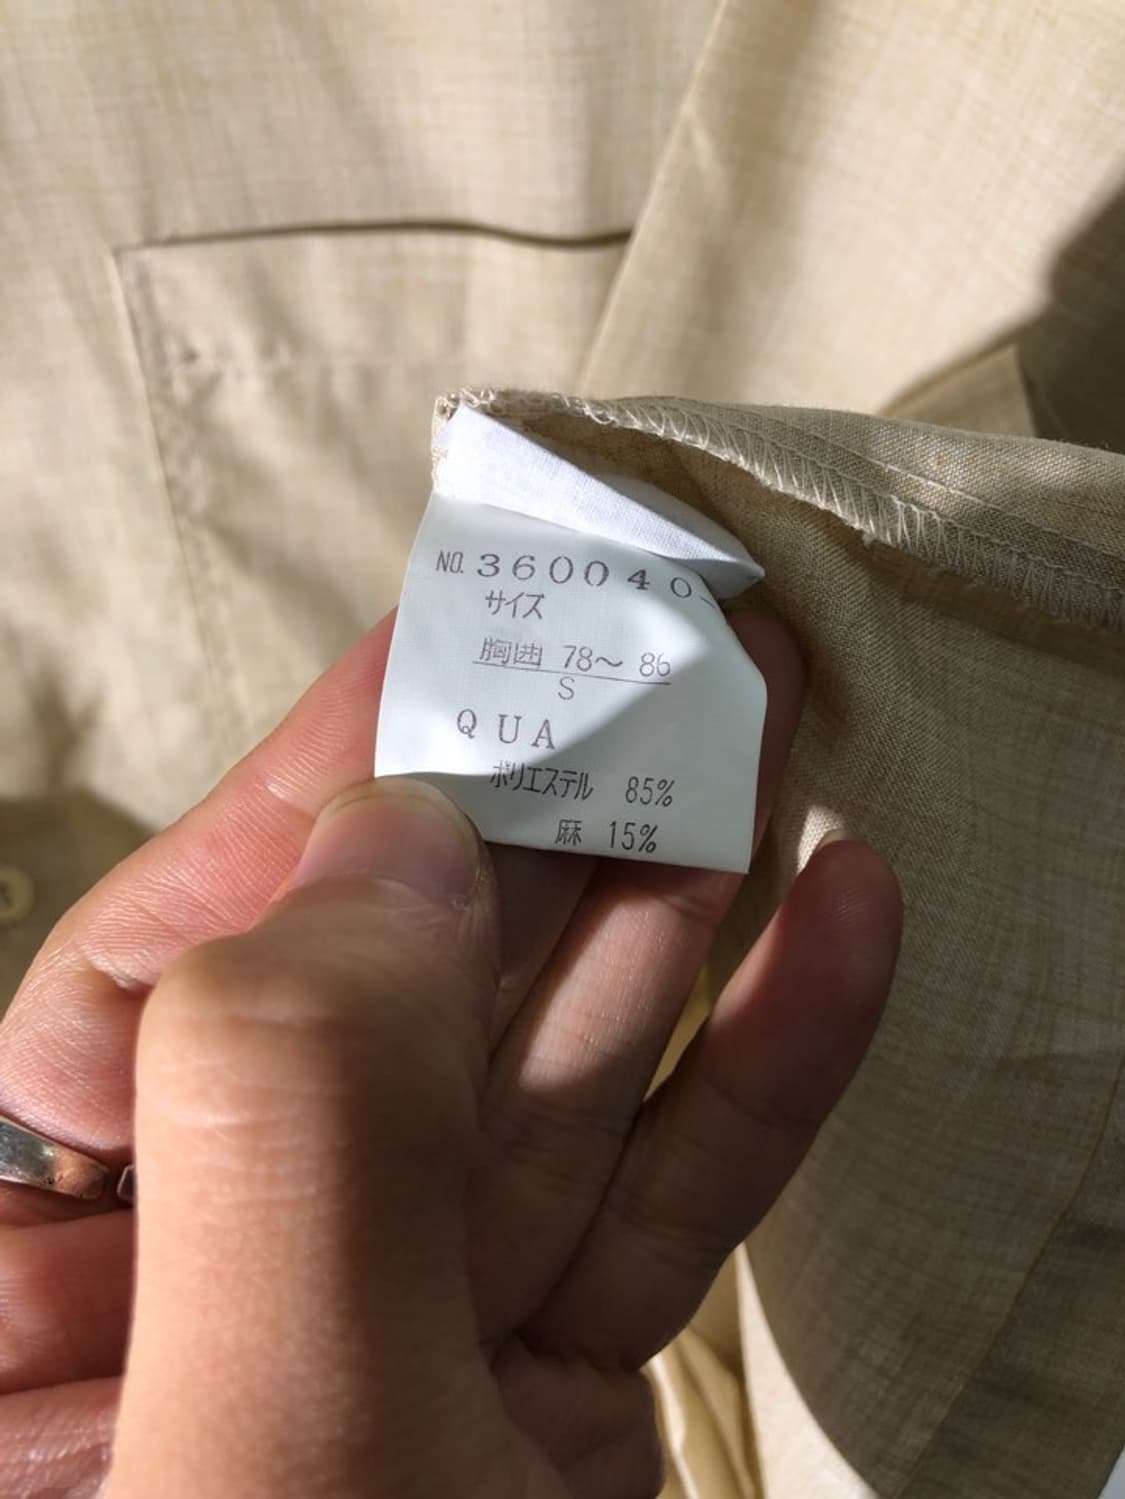 NO. 360040-
サイズ
胸囲 78～ 86
S
QUA
ポリエステル 85%
麻 15%